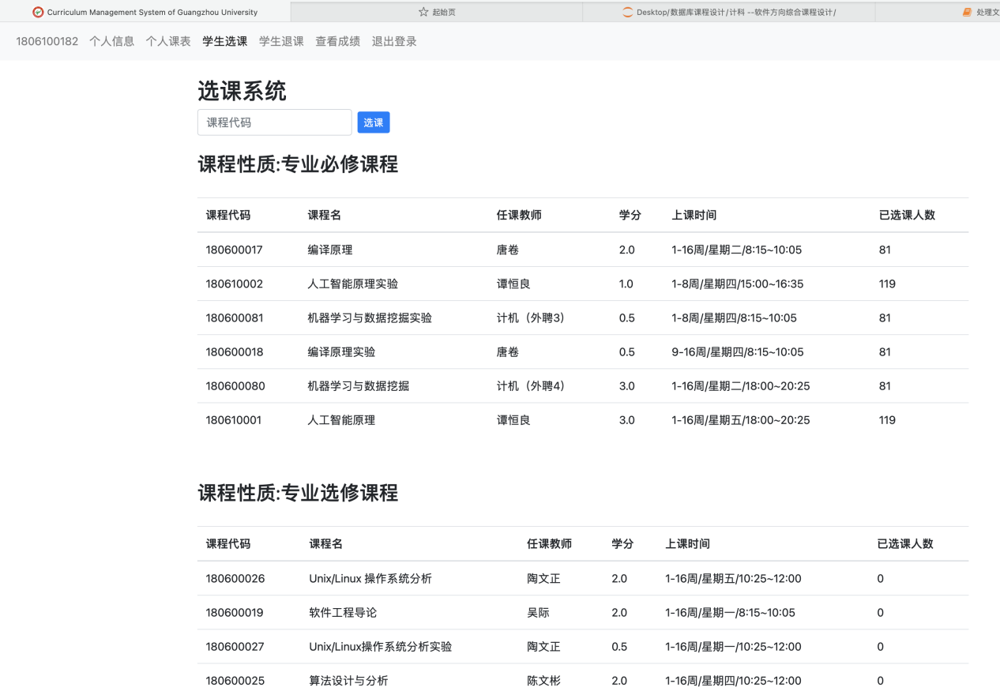 Curriculum Management System of Guangzhou University 起始页 Desktop/数据库课程设计/计科 --软件方向综合课程设计/ 处理文
1806100182 个人信息 个人课表 学生选课 学生退课 查看成绩 退出登录
选课系统
课程代码 选课
课程性质:专业必修课程
课程代码 课程名 任课教师 学分 上课时间 已选课人数
180600017 编译原理 唐卷 2.0 1-16周/星期二/8:15~10:05 81
180610002 人工智能原理实验 谭恒良 1.0 1-8周/星期四/15:00~16:35 119
180600081 机器学习与数据挖掘实验 计机（外聘3） 0.5 1-8周/星期四/8:15~10:05 81
180600018 编译原理实验 唐卷 0.5 9-16周/星期四/8:15~10:05 81
180600080 机器学习与数据挖掘 计机（外聘4） 3.0 1-16周/星期二/18:00~20:25 81
180610001 人工智能原理 谭恒良 3.0 1-16周/星期五/18:00~20:25 119
课程性质:专业选修课程
课程代码 课程名 任课教师 学分 上课时间 已选课人数
180600026 Unix/Linux 操作系统分析 陶文正 2.0 1-16周/星期五/10:25~12:00 0
180600019 软件工程导论 吴际 2.0 1-16周/星期一/8:15~10:05 0
180600027 Unix/Linux操作系统分析实验 陶文正 0.5 1-16周/星期一/10:25~12:00 0
180600025 算法设计与分析 陈文彬 2.0 1-16周/星期四/10:25~12:00 0